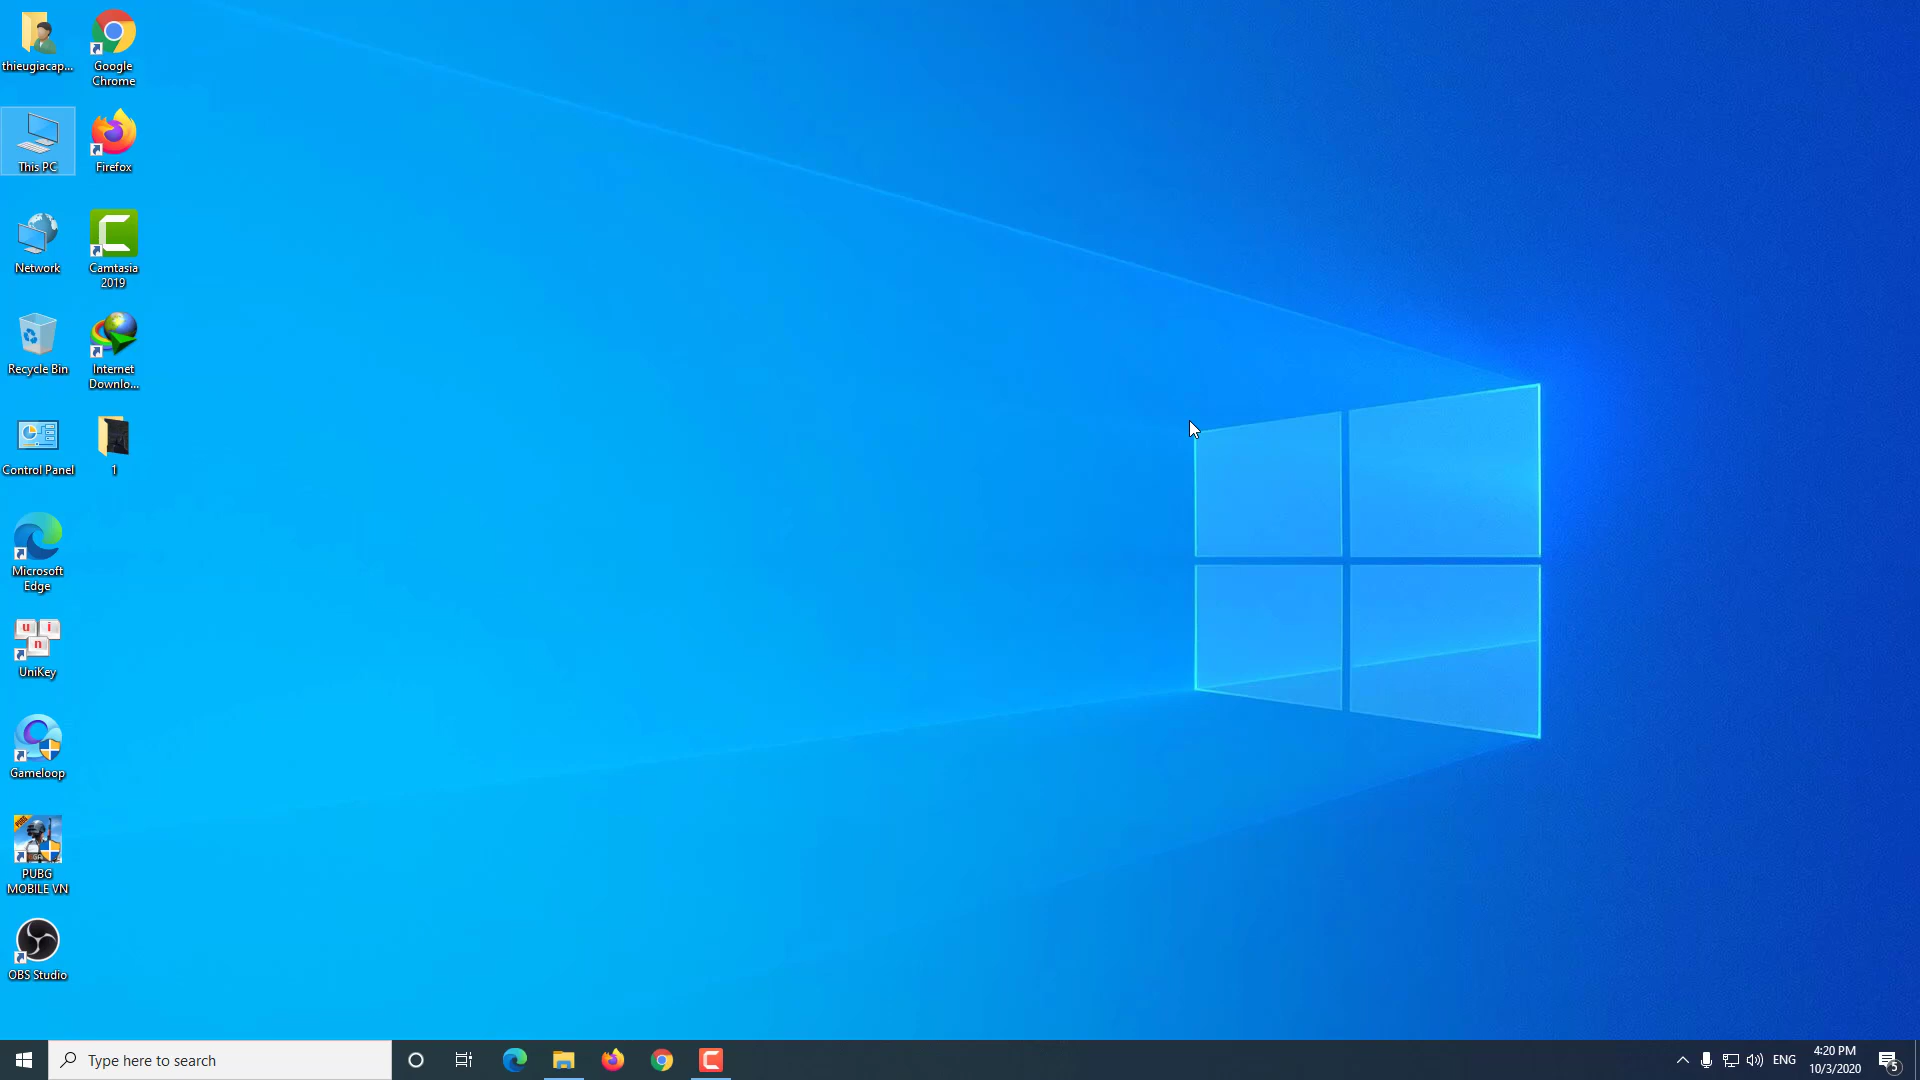 thieugiacap...
Google
Chrome
This PC
Firefox
Network
Camtasia
2019
Recycle Bin
Internet
Downlo...
Control Panel
1
Microsoft
Edge
u i
n
UniKey
Gameloop
PUBG
MOBILE VN
OBS Studio
Type here to search
ENG
4:20 PM
10/3/2020
5